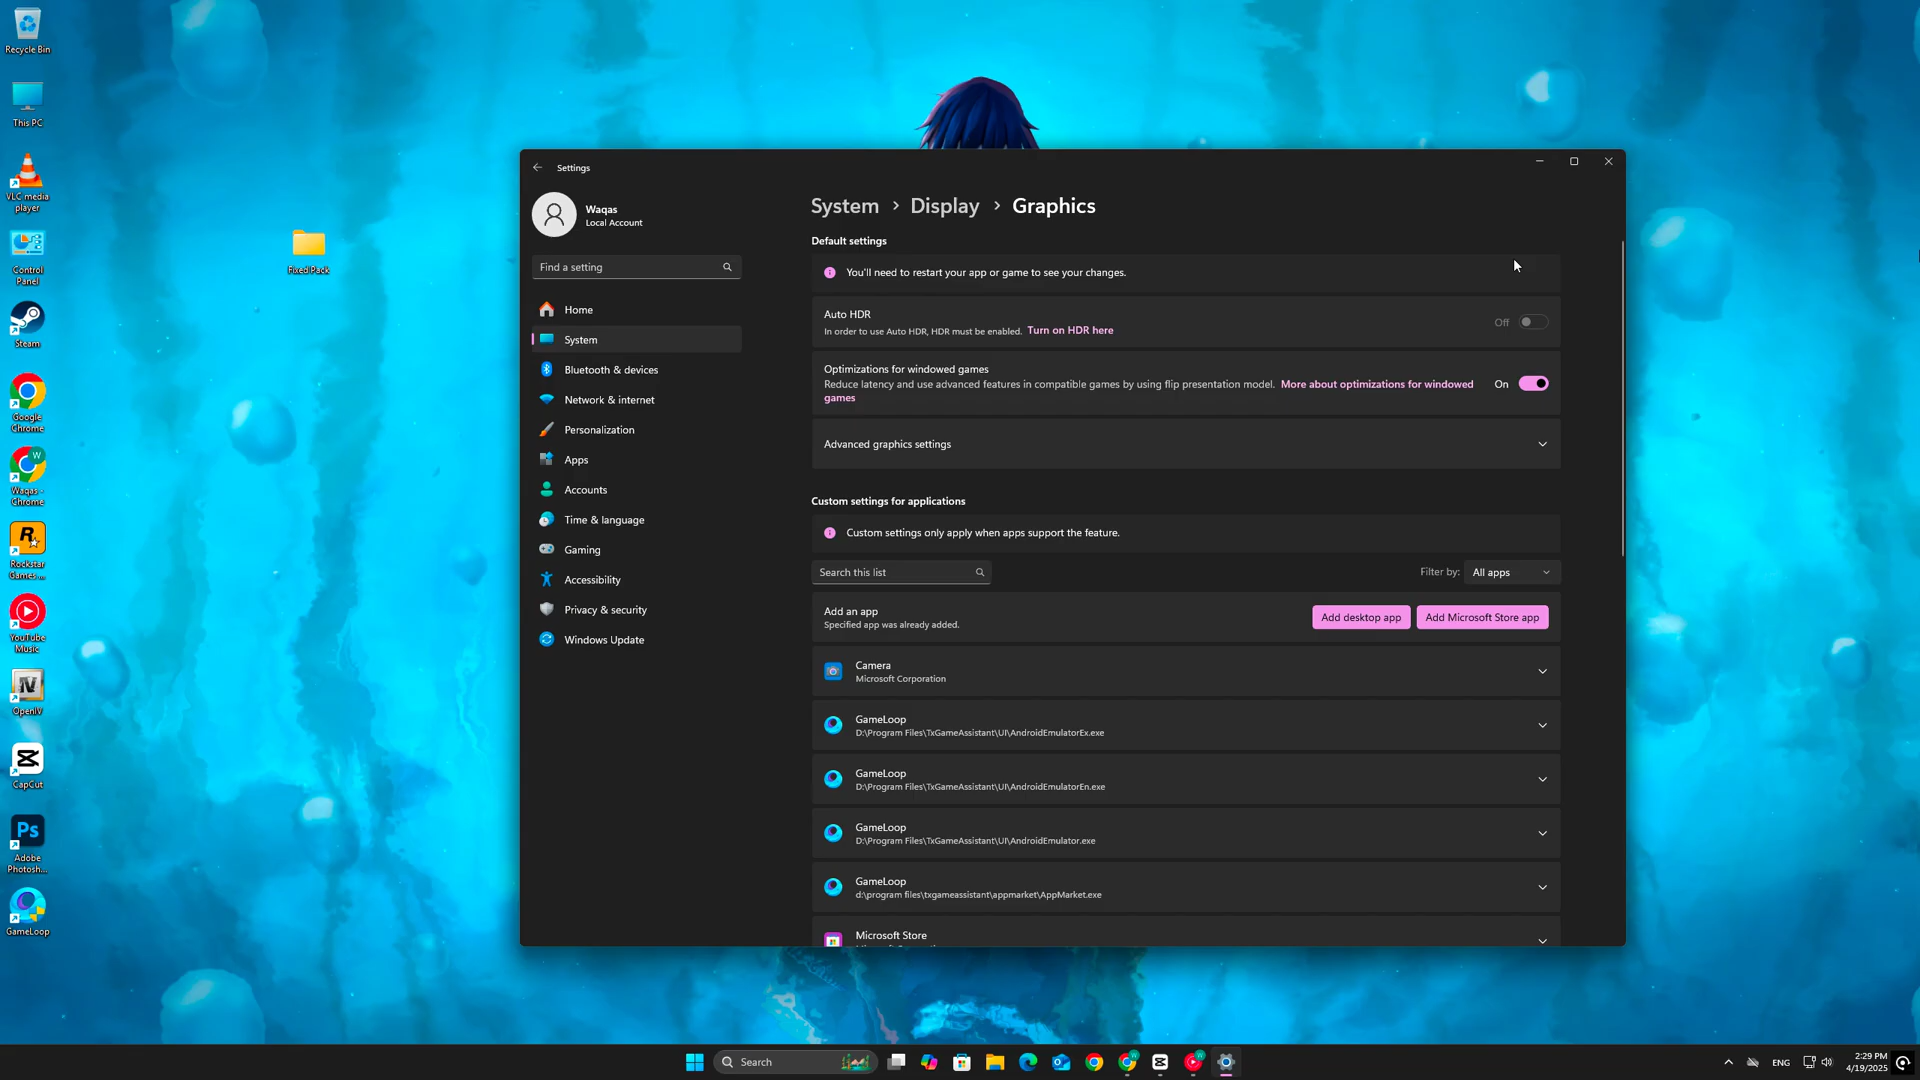 Recycle Bin
This PC
VLC media
player
Control
Panel
Steam
Google
Chrome
Waqas -
Chrome
Rockstar
Games ...
YouTube
Music
OpenIV
CapCut
Adobe
Photosh...
GameLoop
Fixed Pack
Settings
Waqas
Local Account
Find a setting
Home
System
Bluetooth & devices
Network & internet
Personalization
Apps
Accounts
Time & language
Gaming
Accessibility
Privacy & security
Windows Update
System > Display > Graphics
Default settings
You'll need to restart your app or game to see your changes.
Auto HDR
In order to use Auto HDR, HDR must be enabled. Turn on HDR here
Off
Optimizations for windowed games
Reduce latency and use advanced features in compatible games by using flip presentation model. More about optimizations for windowed
games
On
Advanced graphics settings
Custom settings for applications
Custom settings only apply when apps support the feature.
Search this list
Filter by: All apps
Add an app
Specified app was already added.
Add desktop app
Add Microsoft Store app
Camera
Microsoft Corporation
GameLoop
D:\Program Files\TxGameAssistant\UI\AndroidEmulatorEx.exe
GameLoop
D:\Program Files\TxGameAssistant\UI\AndroidEmulatorEn.exe
GameLoop
D:\Program Files\TxGameAssistant\UI\AndroidEmulator.exe
GameLoop
d:\program files\txgameassistant\appmarket\AppMarket.exe
Microsoft Store
Search
ENG
2:29 PM
4/19/2025